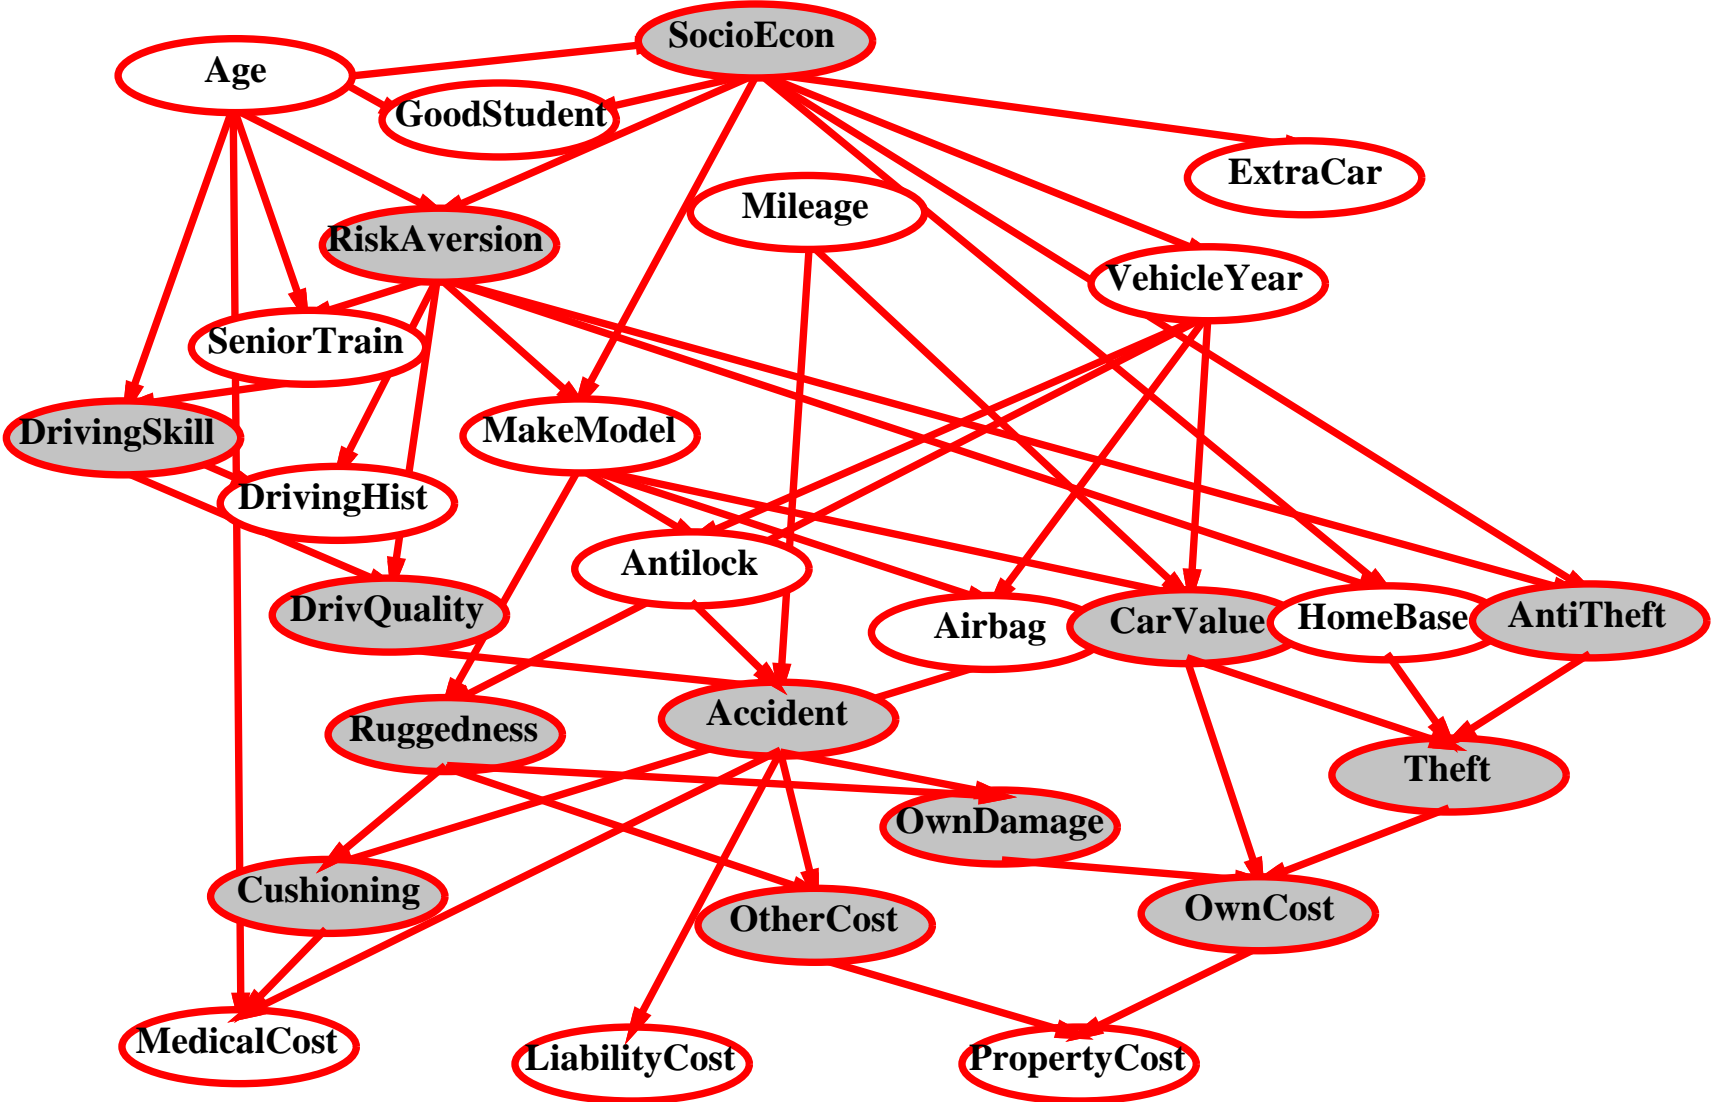 SocioEcon
Age
GoodStudent
ExtraCar
Mileage
RiskAversion
VehicleYear
SeniorTrain
DrivingSkill
MakeModel
DrivingHist
Antilock
DrivQuality
Airbag
CarValue
HomeBase
AntiTheft
Ruggedness
Accident
Theft
OwnDamage
Cushioning
OtherCost
OwnCost
MedicalCost
LiabilityCost
PropertyCost